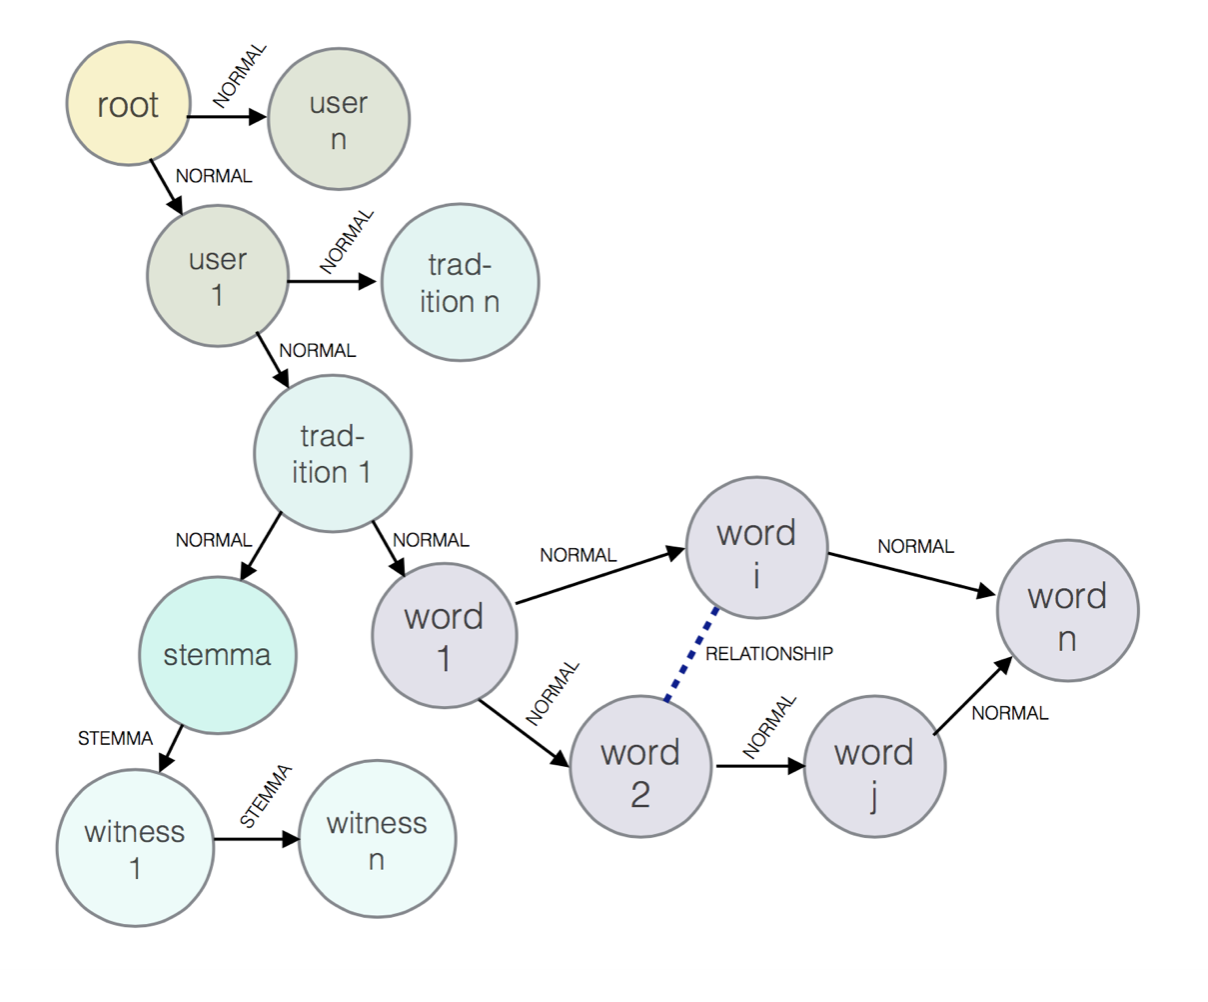 NORMAL
root
user
n
NORMAL
user
1
NORMAL
trad-
ition n
NORMAL
trad-
ition 1
NORMAL
NORMAL
stemma
word
1
NORMAL
word
i
NORMAL
word
n
RELATIONSHIP
NORMAL
word
2
NORMAL
word
j
NORMAL
STEMMA
witness
1
STEMMA
witness
n